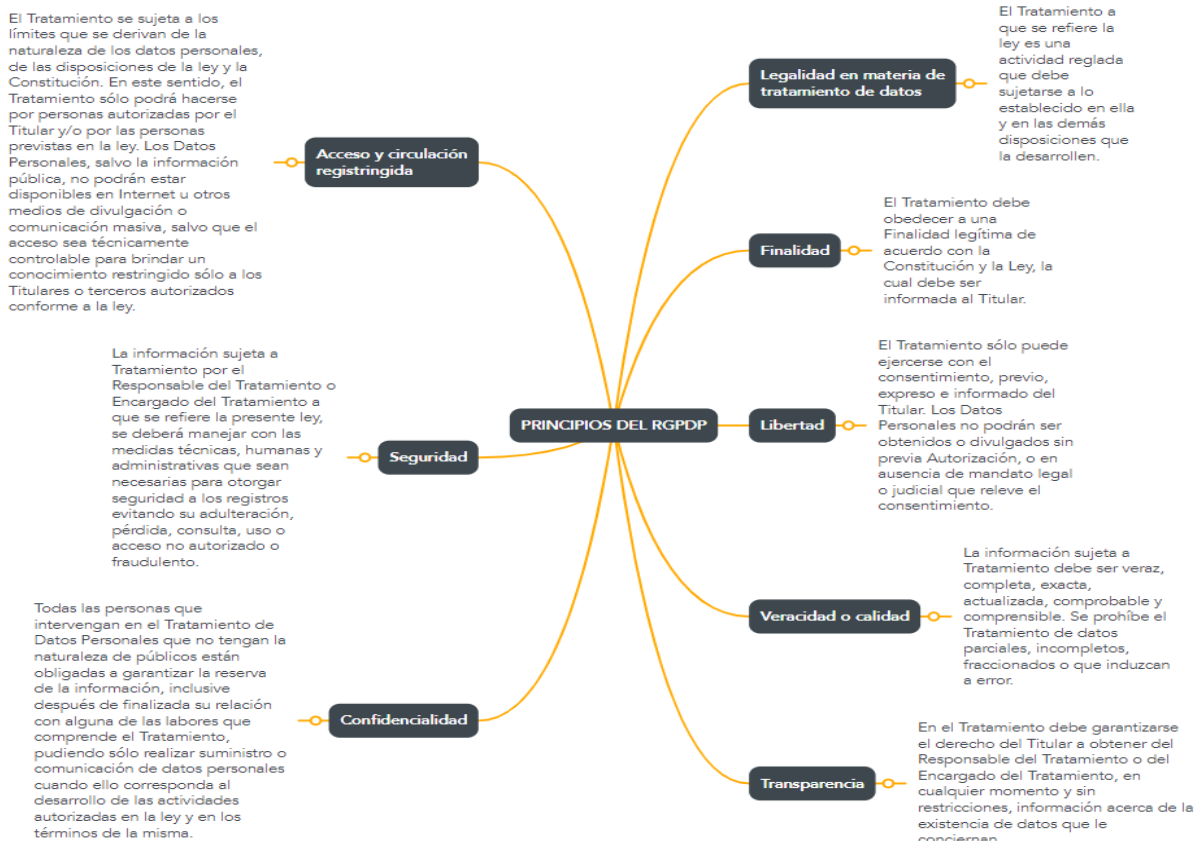 PRINCIPIOS DEL RGPDP
Legalidad en materia de
tratamiento de datos
El Tratamiento a
que se refiere la
ley es una
actividad reglada
que debe
sujetarse a lo
establecido en ella
y en las demás
disposiciones que
la desarrollen.
Finalidad
El Tratamiento debe
obedecer a una
Finalidad legítima de
acuerdo con la
Constitución y la Ley, la
cual debe ser
informada al Titular.
Libertad
El Tratamiento sólo puede
ejercerse con el
consentimiento, previo,
expreso e informado del
Titular. Los Datos
Personales no podrán ser
obtenidos o divulgados sin
previa Autorización, o en
ausencia de mandato legal
o judicial que releve el
consentimiento.
Veracidad o calidad
La información sujeta a
Tratamiento debe ser veraz,
completa, exacta,
actualizada, comprobable y
comprensible. Se prohíbe el
Tratamiento de datos
parciales, incompletos,
fraccionados o que induzcan
a error.
Transparencia
En el Tratamiento debe garantizarse
el derecho del Titular a obtener del
Responsable del Tratamiento o del
Encargado del Tratamiento, en
cualquier momento y sin
restricciones, información acerca de la
existencia de datos que le
conciernan
Acceso y circulación
registringida
El Tratamiento se sujeta a los
límites que se derivan de la
naturaleza de los datos personales,
de las disposiciones de la ley y la
Constitución. En este sentido, el
Tratamiento sólo podrá hacerse
por personas autorizadas por el
Titular y/o por las personas
previstas en la ley. Los Datos
Personales, salvo la información
pública, no podrán estar
disponibles en Internet u otros
medios de divulgación o
comunicación masiva, salvo que el
acceso sea técnicamente
controlable para brindar un
conocimiento restringido sólo a los
Titulares o terceros autorizados
conforme a la ley.
Seguridad
La información sujeta a
Tratamiento por el
Responsable del Tratamiento o
Encargado del Tratamiento a
que se refiere la presente ley,
se deberá manejar con las
medidas técnicas, humanas y
administrativas que sean
necesarias para otorgar
seguridad a los registros
evitando su adulteración,
pérdida, consulta, uso o
acceso no autorizado o
fraudulento.
Confidencialidad
Todas las personas que
intervengan en el Tratamiento de
Datos Personales que no tengan la
naturaleza de públicos están
obligadas a garantizar la reserva
de la información, inclusive
después de finalizada su relación
con alguna de las labores que
comprende el Tratamiento,
pudiendo sólo realizar suministro o
comunicación de datos personales
cuando ello corresponda al
desarrollo de las actividades
autorizadas en la ley y en los
términos de la misma.